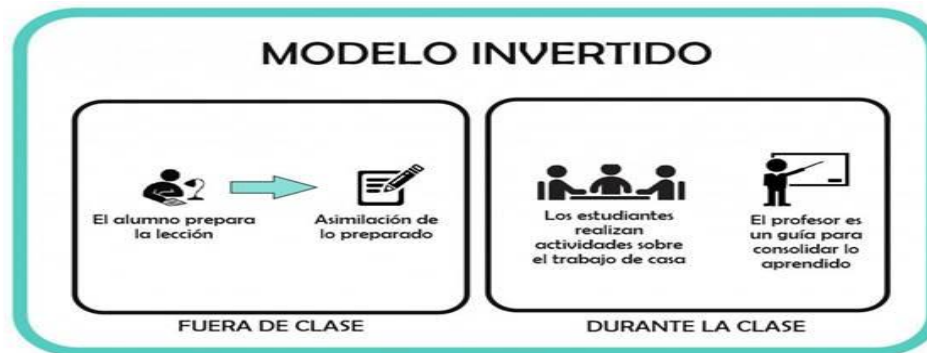 MODELO INVERTIDO
El alumno prepara
la lección
Asimilación de
lo preparado
FUERA DE CLASE
Los estudiantes
realizan
actividades sobre
el trabajo de casa
El profesor es
un guía para
consolidar lo
aprendido
DURANTE LA CLASE